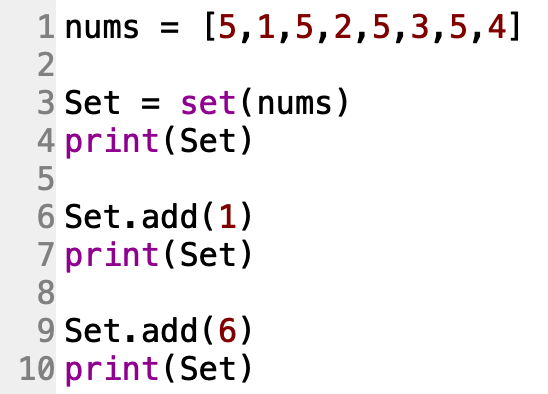 1 nums = [5,1,5,2,5,3,5,4]
2
3 Set = set(nums)
4 print(Set)
5
6 Set.add(1)
7 print(Set)
8
9 Set.add(6)
10 print(Set)